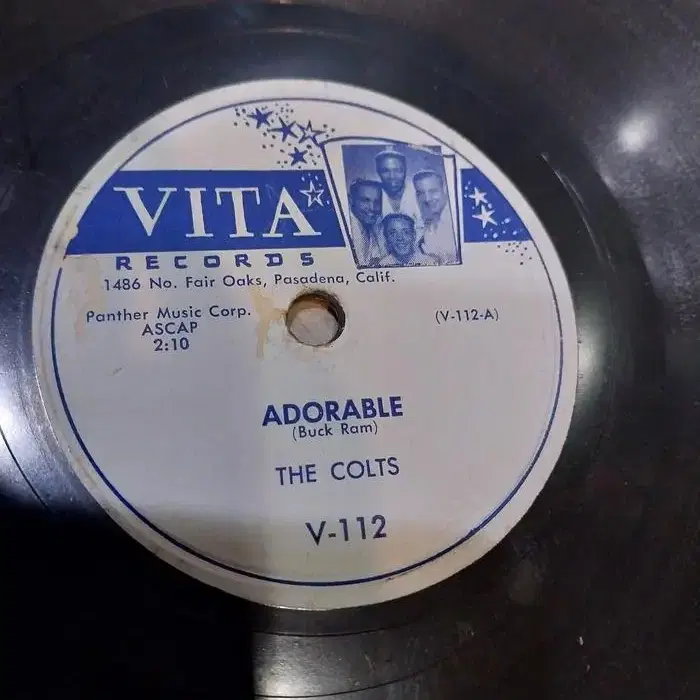 VITA
RECORDS
1486 No. Fair Oaks, Pasadena, Calif.
Panther Music Corp.
ASCAP
2:10
(V-112-A)
ADORABLE
(Buck Ram)
THE COLTS
V-112